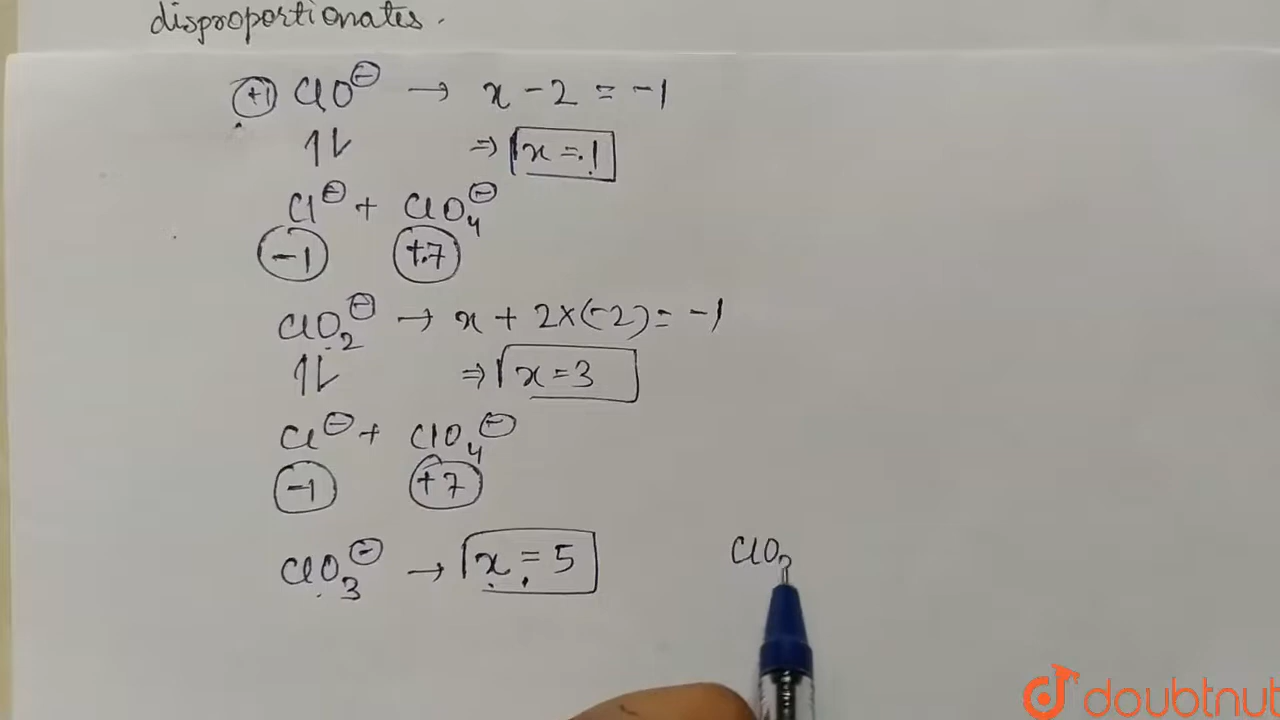 disproportionates.
+1 ClO⊖ → x - 2 = -1
⇒ x = 1
Cl⊖ + ClO4⊖
-1 +7
ClO2⊖ → x + 2×(-2) = -1
⇒ x = 3
Cl⊖ + ClO4⊖
-1 +7
ClO3⊖ → x = 5
ClO
doubtnut